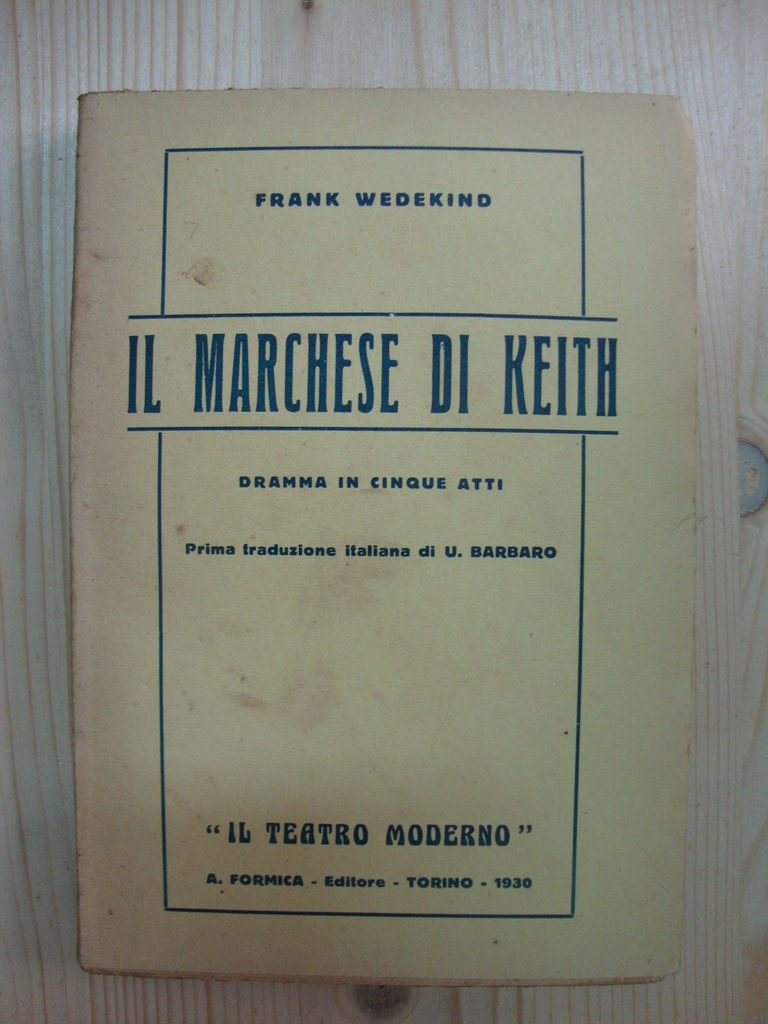 FRANK WEDEKIND
IL MARCHESE DI KEITH
DRAMMA IN CINQUE ATTI
Prima traduzione italiana di U. BARBARO
“IL TEATRO MODERNO”
A. FORMICA - Editore - TORINO - 1930